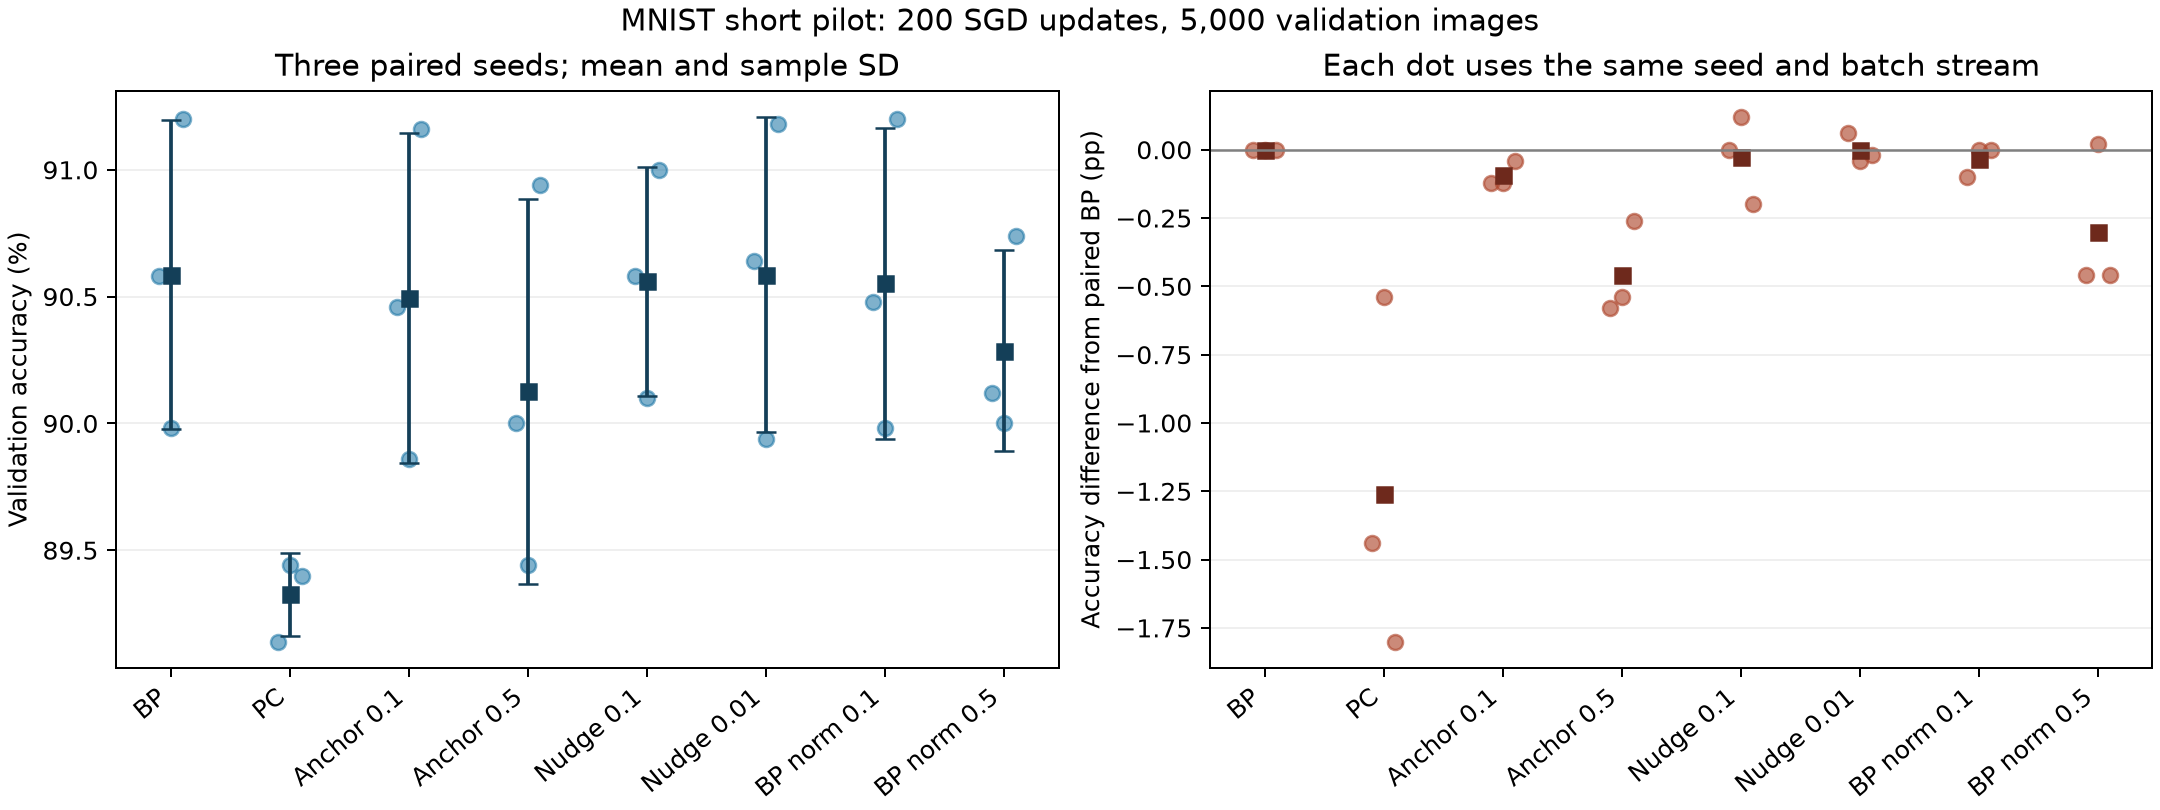 MNIST short pilot: 200 SGD updates, 5,000 validation images
Three paired seeds; mean and sample SD
Validation accuracy (%)
91.0
90.5
90.0
89.5
BP
PC
Anchor 0.1
Anchor 0.5
Nudge 0.1
Nudge 0.01
BP norm 0.1
BP norm 0.5
Each dot uses the same seed and batch stream
Accuracy difference from paired BP (pp)
0.00
−0.25
−0.50
−0.75
−1.00
−1.25
−1.50
−1.75
BP
PC
Anchor 0.1
Anchor 0.5
Nudge 0.1
Nudge 0.01
BP norm 0.1
BP norm 0.5